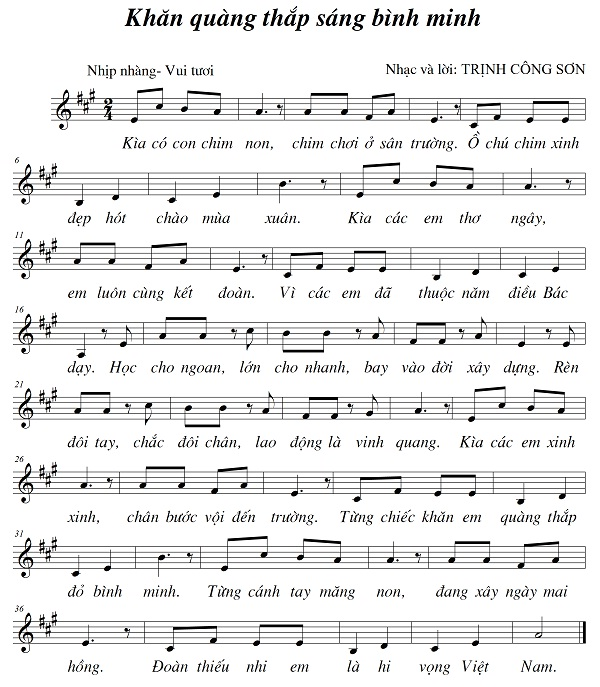 Khăn quàng thắp sáng bình minh
Nhịp nhàng- Vui tươi
Nhạc và lời: TRỊNH CÔNG SƠN
2
4
Kìa có con chim non, chim chơi ở sân trường. Ồ chú chim xinh
6
đẹp hót chào mùa xuân. Kìa các em thơ ngây,
11
em luôn cùng kết đoàn. Vì các em đã thuộc năm điều Bác
16
dạy. Học cho ngoan, lớn cho nhanh, bay vào đời xây dựng. Rèn
21
đôi tay, chắc đôi chân, lao động là vinh quang. Kìa các em xinh
26
xinh, chân bước vội đến trường. Từng chiếc khăn em quàng thắp
31
đỏ bình minh. Từng cánh tay măng non, đang xây ngày mai
36
hồng. Đoàn thiếu nhi em là hi vọng Việt Nam.